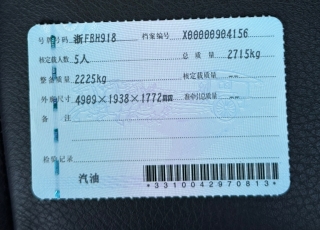 号牌号码 浙FBH918 档案编号 X00000904156
核定载人数 5人 总质量 2715kg
整备质量 2225kg 核定载质量 --
外廓尺寸 4909×1938×1772mm 准牵引总质量 --
备注
检验记录
汽油
*3310042970813*